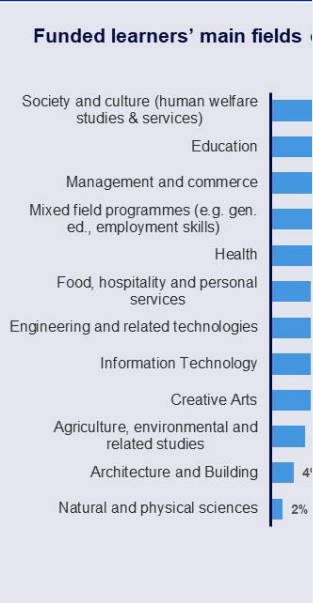 Funded learners' main fields
Society and culture (human welfare
studies & services)
Education
Management and commerce
Mixed field programmes (e.g. gen.
ed., employment skills)
Health
Food, hospitality and personal
services
Engineering and related technologies
Information Technology
Creative Arts
Agriculture, environmental and
related studies
Architecture and Building
4
Natural and physical sciences
2%